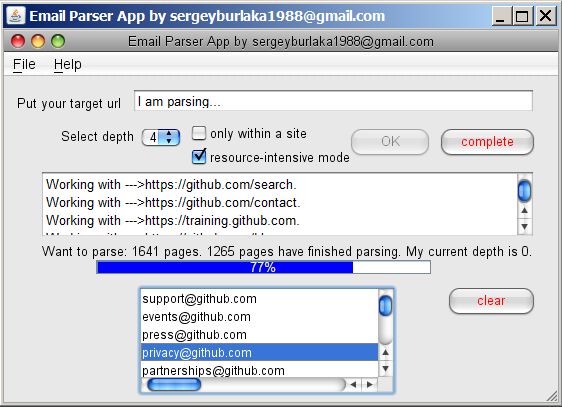 Email Parser App by sergeyburlaka1988@gmail.com
Email Parser App by sergeyburlaka1988@gmail.com
File Help
Put your target url I am parsing...
Select depth 4 only within a site OK complete
resource-intensive mode
Working with --->https://github.com/search.
Working with --->https://github.com/contact.
Working with --->https://training.github.com.
Want to parse: 1641 pages. 1265 pages have finished parsing. My current depth is 0.
77%
support@github.com clear
events@github.com
press@github.com
privacy@github.com
partnerships@github.com